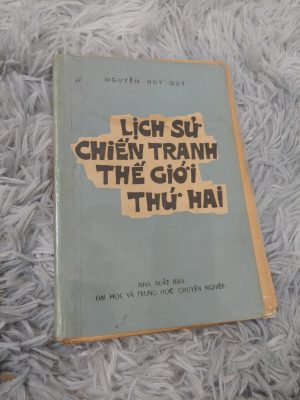 NGUYỄN HUY QUÝ
LỊCH SỬ
CHIẾN TRANH
THẾ GIỚI
THỨ HAI
NHÀ XUẤT BẢN
ĐẠI HỌC VÀ TRUNG HỌC CHUYÊN NGHIỆP